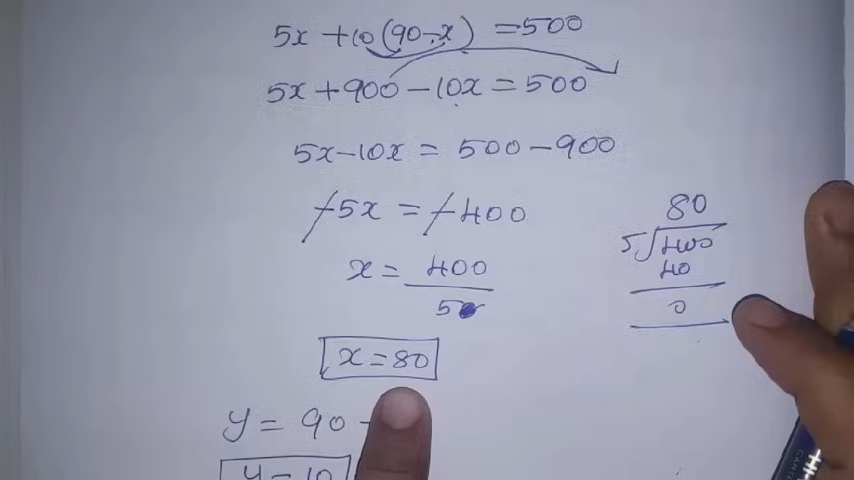 5x + 10(90-x) = 500
5x + 900 - 10x = 500
5x - 10x = 500 - 900
-5x = -400
x = 400
5
x = 80
80
5 400
40
0
y = 90 -
y = 10